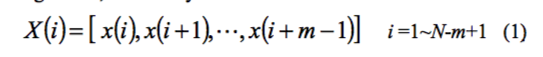 X(i)=[ x(i),x(i+1),⋯,x(i+m−1)] i=1~N-m+1 (1)